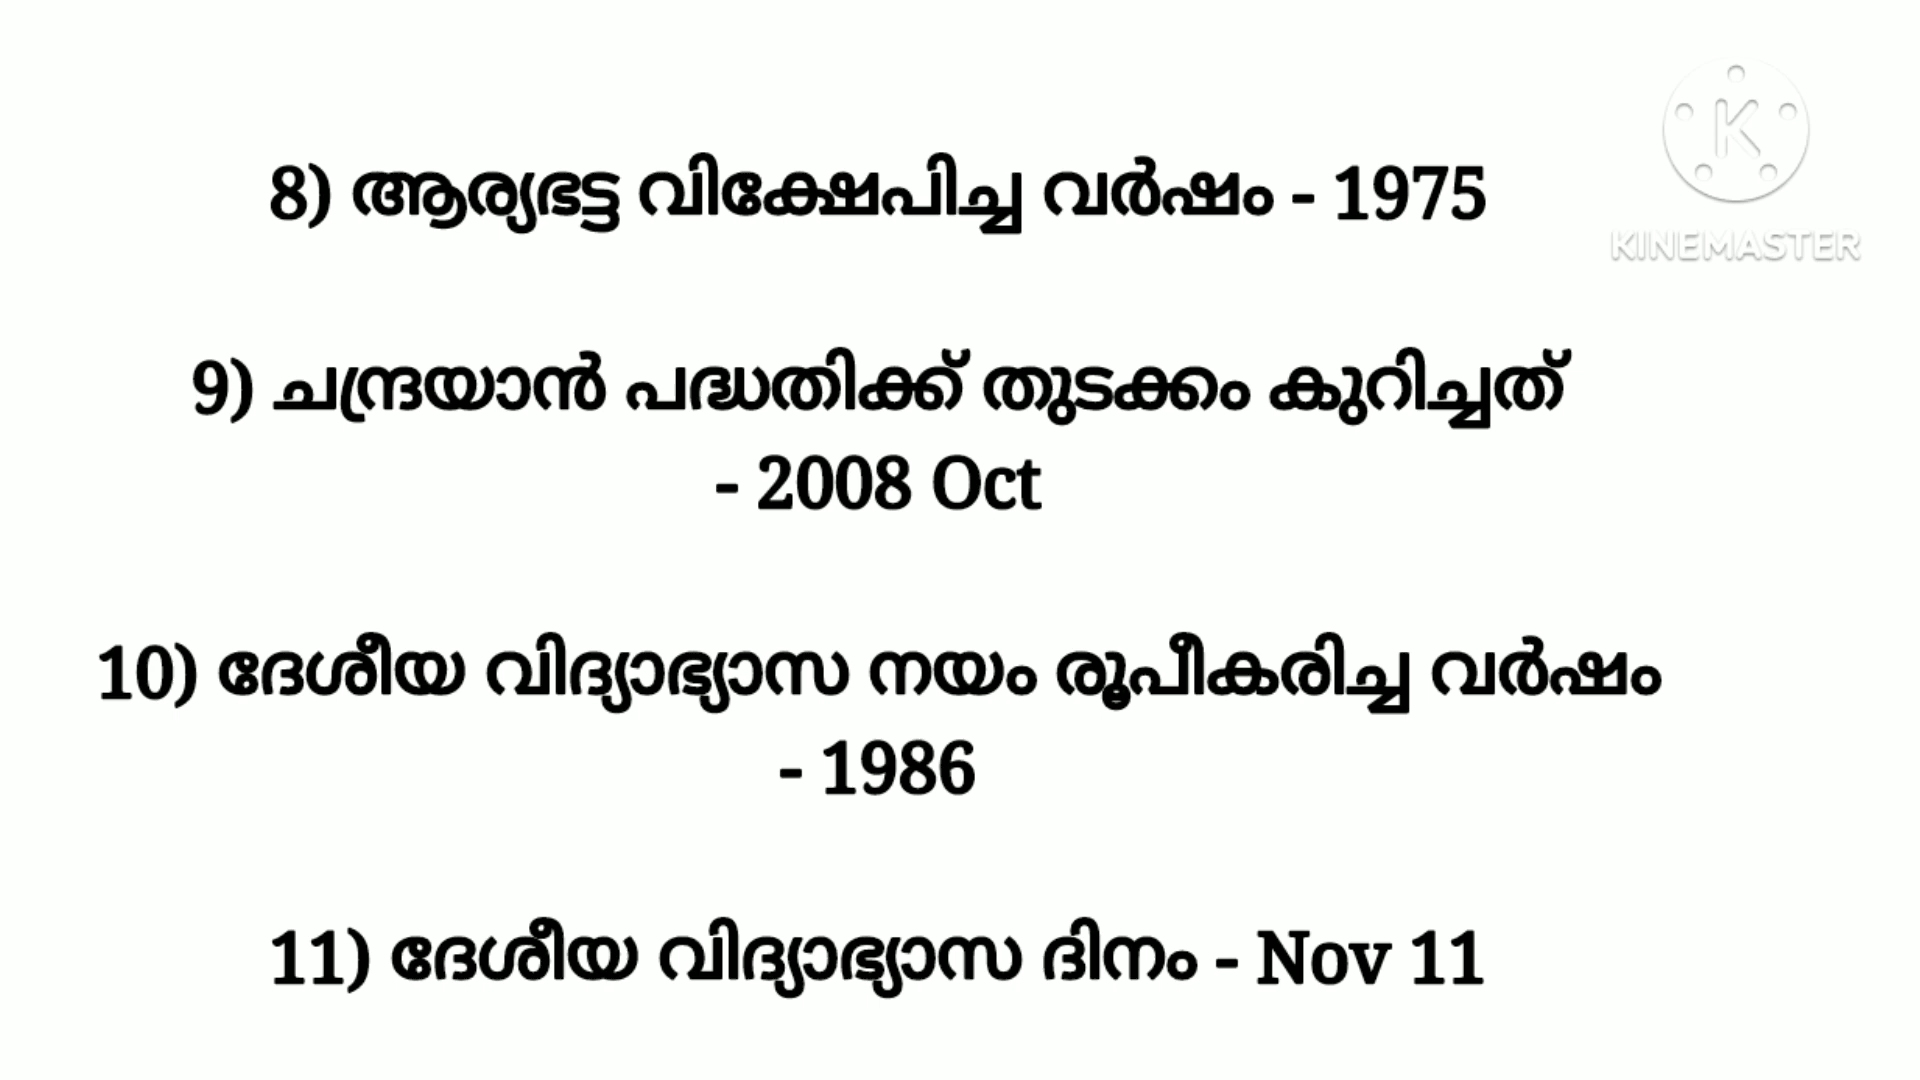 8) ആര്യഭട്ട വിക്ഷേപിച്ച വർഷം - 1975
KINEMASTER
9) ചന്ദ്രയാൻ പദ്ധതിക്ക് തുടക്കം കുറിച്ചത്
- 2008 Oct
10) ദേശീയ വിദ്യാഭ്യാസ നയം രൂപീകരിച്ച വർഷം
- 1986
11) ദേശീയ വിദ്യാഭ്യാസ ദിനം - Nov 11